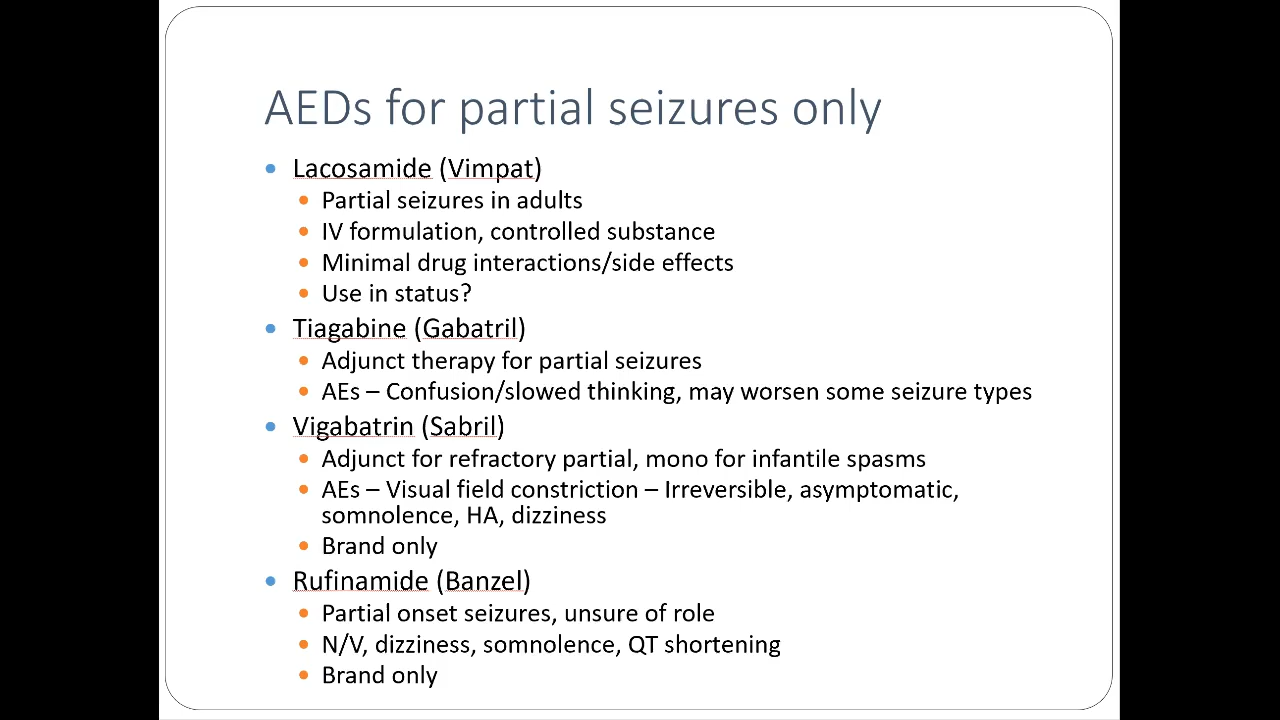 AEDs for partial seizures only
Lacosamide (Vimpat)
Partial seizures in adults
IV formulation, controlled substance
Minimal drug interactions/side effects
Use in status?
Tiagabine (Gabatril)
Adjunct therapy for partial seizures
AEs – Confusion/slowed thinking, may worsen some seizure types
Vigabatrin (Sabril)
Adjunct for refractory partial, mono for infantile spasms
AEs – Visual field constriction – Irreversible, asymptomatic,
somnolence, HA, dizziness
Brand only
Rufinamide (Banzel)
Partial onset seizures, unsure of role
N/V, dizziness, somnolence, QT shortening
Brand only